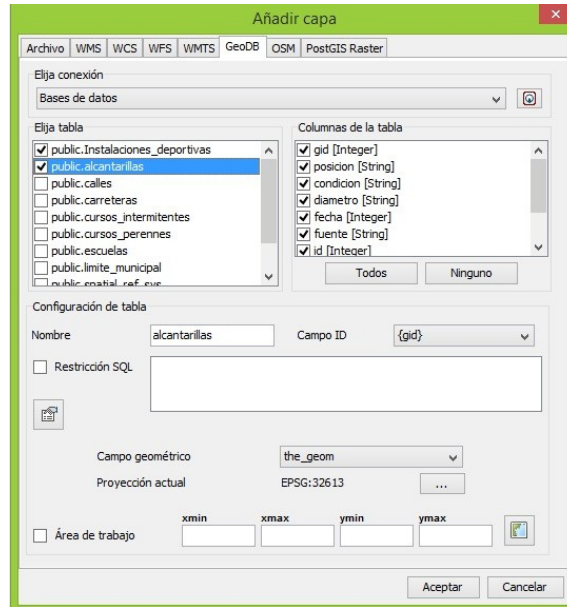 Añadir capa
Archivo WMS WCS WFS WMTS GeoDB OSM PostGIS Raster
Elija conexión
Bases de datos
Elija tabla
public.Instalaciones_deportivas
public.alcantarillas
public.calles
public.carreteras
public.cursos_intermitentes
public.cursos_perennes
public.escuelas
public.limite_municipal
public.spatial_ref_sys
Columnas de la tabla
gid [Integer]
posicion [String]
condicion [String]
diametro [String]
fecha [Integer]
fuente [String]
id [Integer]
Todos Ninguno
Configuración de tabla
Nombre alcantarillas Campo ID {gid}
Restricción SQL
Campo geométrico the_geom
Proyección actual EPSG:32613 ...
xmin xmax ymin ymax
Área de trabajo
Aceptar Cancelar